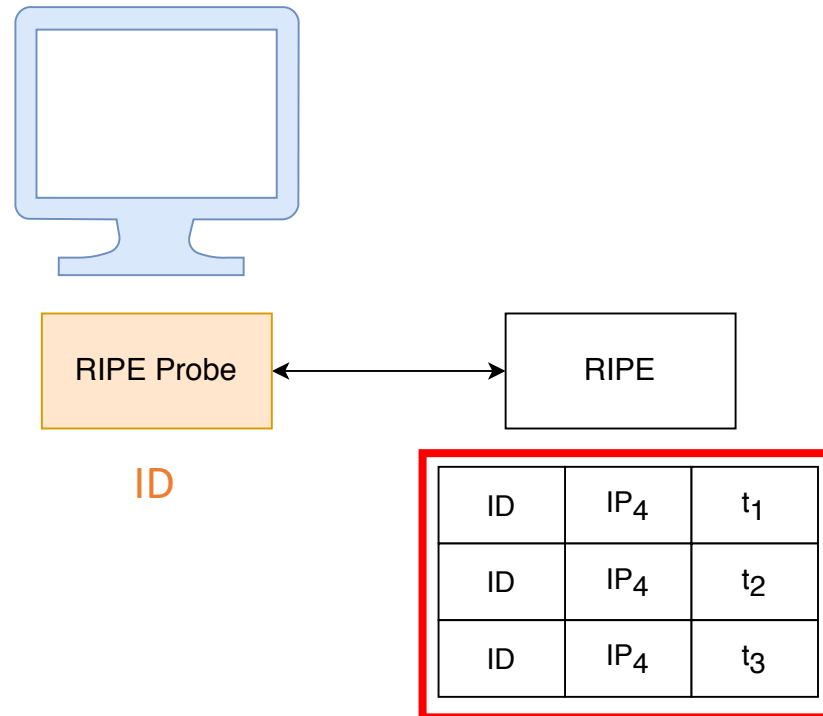 RIPE Probe
RIPE
ID
ID IP₄ t₁
ID IP₄ t₂
ID IP₄ t₃